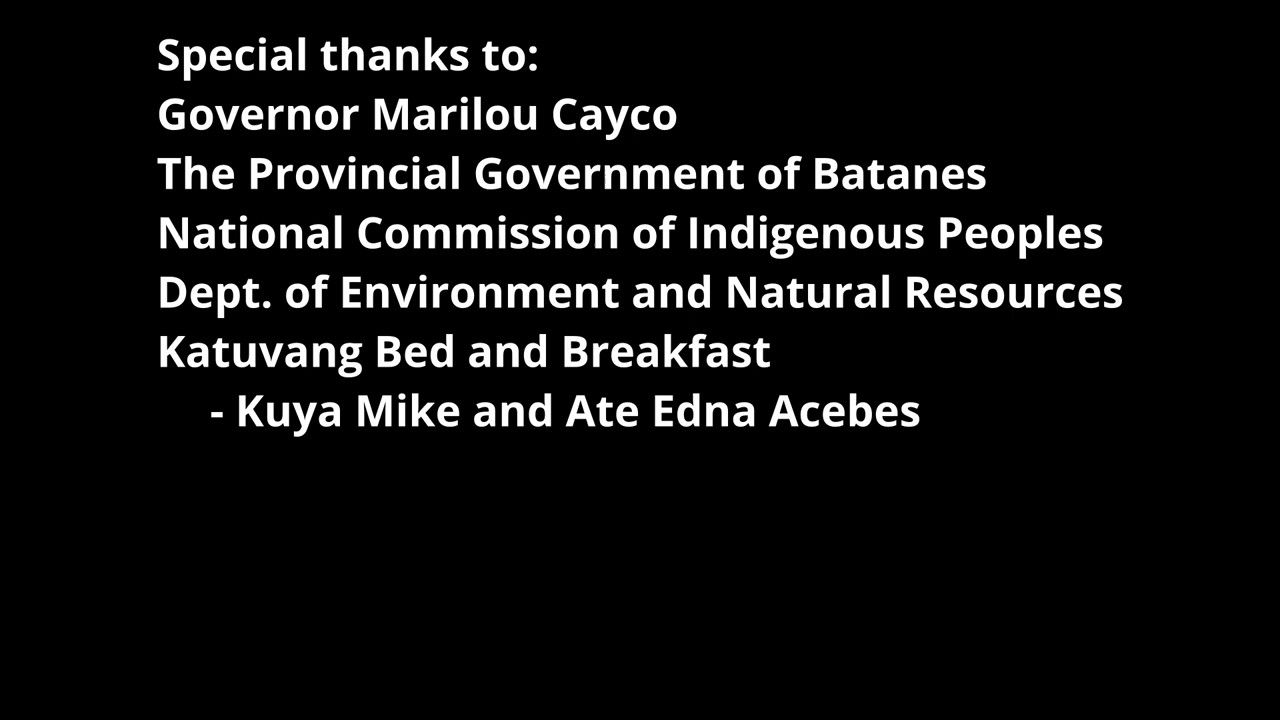 Special thanks to:
Governor Marilou Cayco
The Provincial Government of Batanes
National Commission of Indigenous Peoples
Dept. of Environment and Natural Resources
Katuvang Bed and Breakfast
- Kuya Mike and Ate Edna Acebes